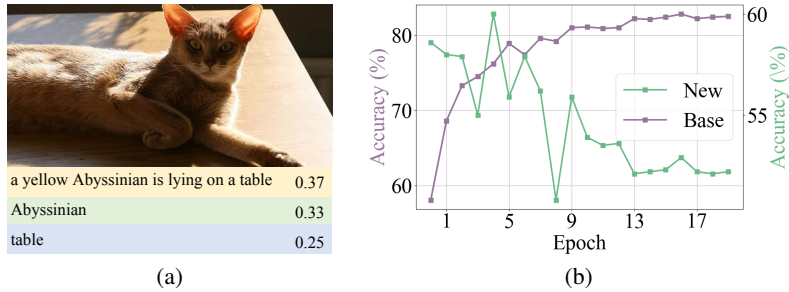 a yellow Abyssinian is lying on a table 0.37
Abyssinian 0.33
table 0.25
(a)
Accuracy (%)
80
70
60
1 5 9 13 17
Epoch
New
Base
60
55
Accuracy (\%)
(b)